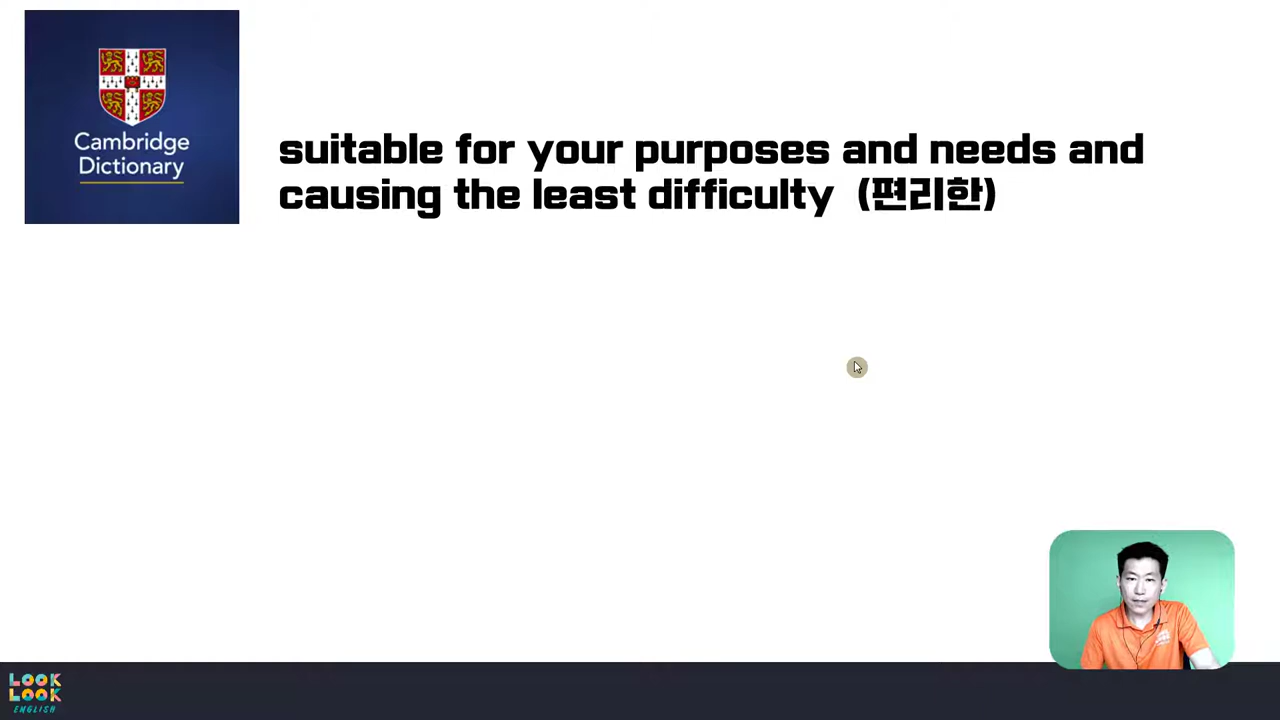 Cambridge
Dictionary
suitable for your purposes and needs and
causing the least difficulty (편리한)
LOOK
LOOK
ENGLISH